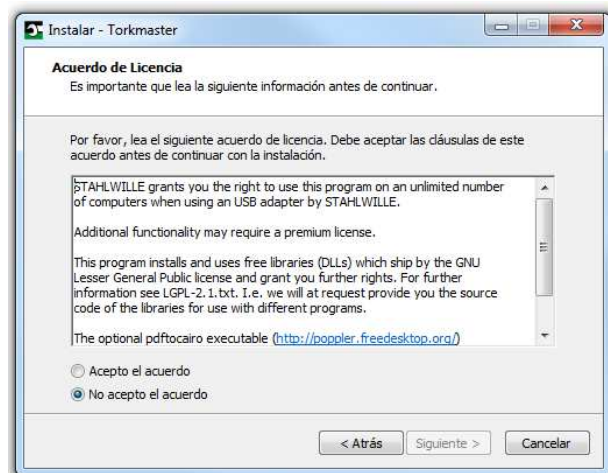 Instalar - Torkmaster
Acuerdo de Licencia
Es importante que lea la siguiente información antes de continuar.
Por favor, lea el siguiente acuerdo de licencia. Debe aceptar las cláusulas de este
acuerdo antes de continuar con la instalación.
STAHLWILLE grants you the right to use this program on an unlimited number
of computers when using an USB adapter by STAHLWILLE.
Additional functionality may require a premium license.
This program installs and uses free libraries (DLLs) which ship by the GNU
Lesser General Public license and grant you further rights. For further
information see LGPL-2.1.txt. I.e. we will at request provide you the source
code of the libraries for use with different programs.
The optional pdftocairo executable (http://poppler.freedesktop.org/)
Acepto el acuerdo
No acepto el acuerdo
< Atrás
Siguiente >
Cancelar